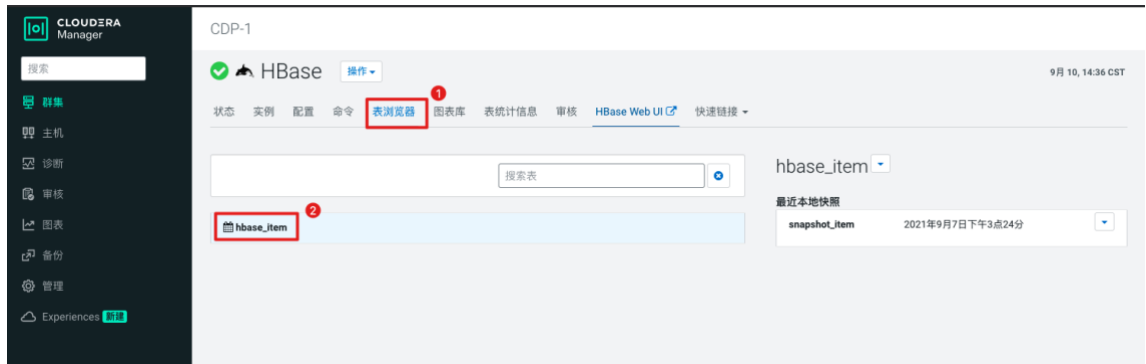 CLOUDERA
Manager
搜索
群集
主机
诊断
审核
图表
备份
管理
Experiences 新建
CDP-1
HBase 操作
9月 10, 14:36 CST
1
状态 实例 配置 命令 表浏览器 图表库 表统计信息 审核 HBase Web UI 快速链接
搜索表
2
hbase_item
hbase_item
最近本地快照
snapshot_item 2021年9月7日下午3点24分